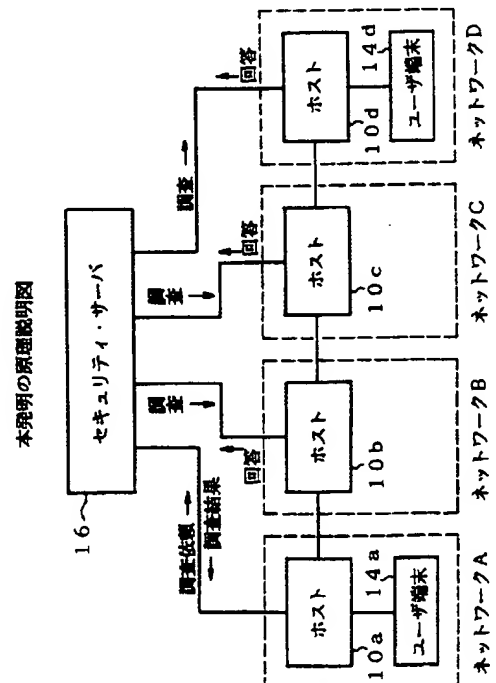 本発明の原理説明図
セキュリティ・サーバ
16
調査依頼
調査結果
調査
回答
調査
回答
調査
回答
ホスト
10a
14a
ユーザ端末
ネットワークA
ホスト
10b
ネットワークB
ホスト
10c
ネットワークC
ホスト
10d
14d
ユーザ端末
ネットワークD